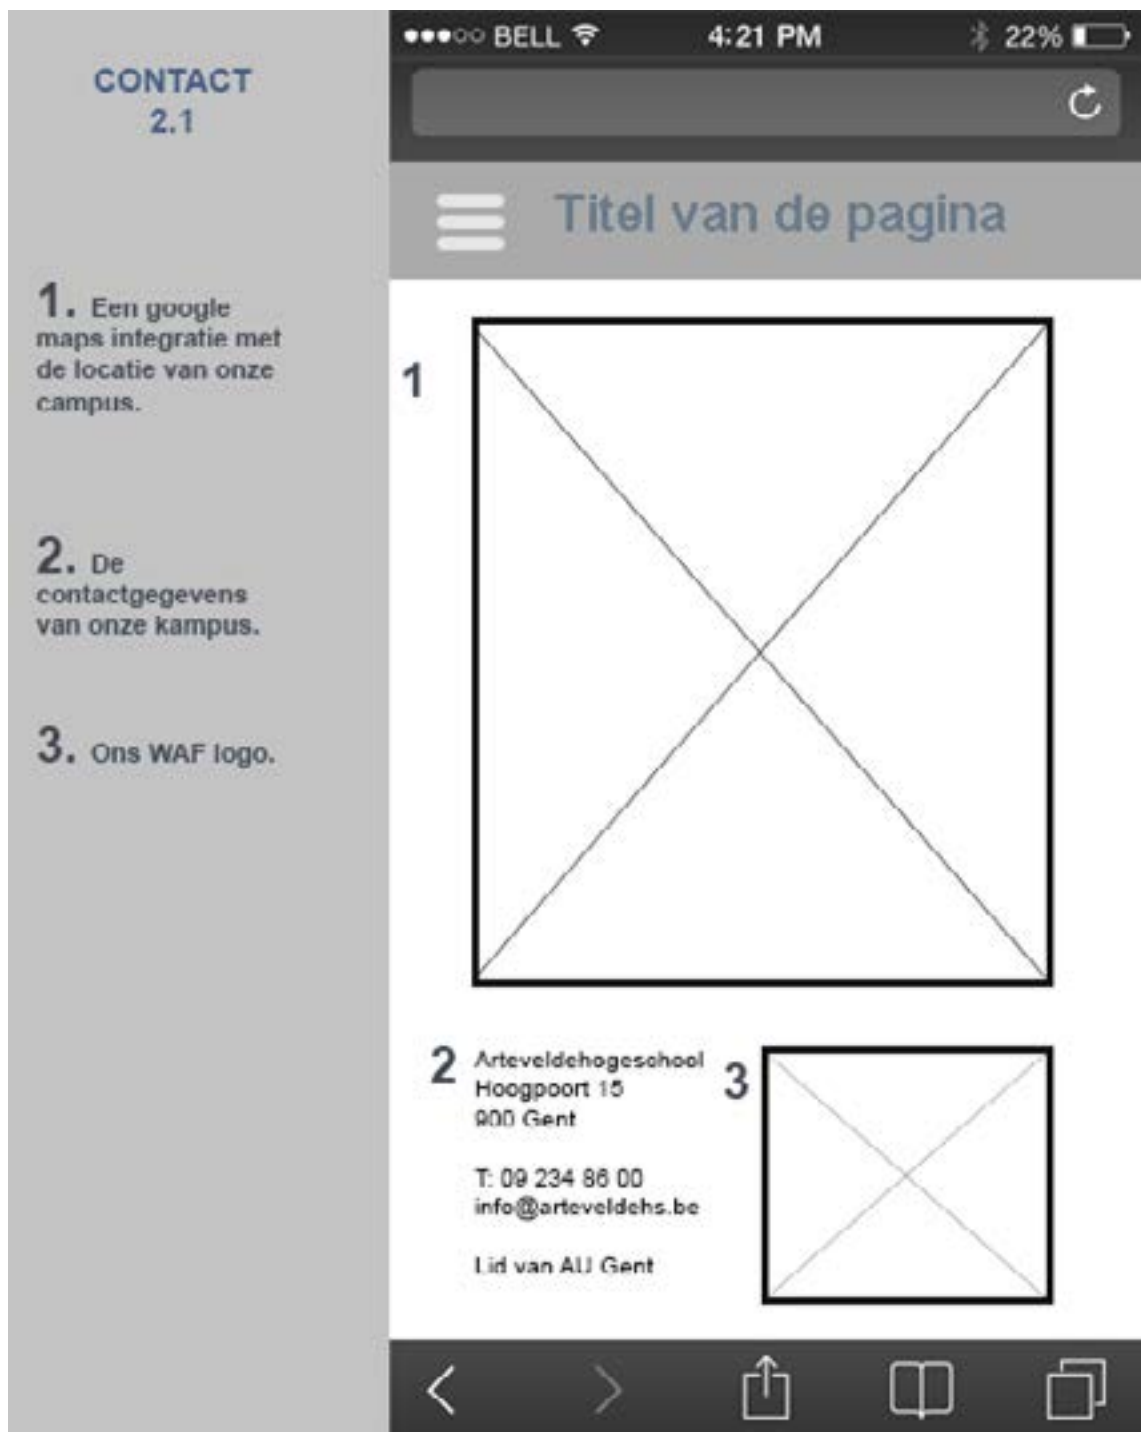 CONTACT
2.1
1. Een google
maps integratie met
de locatie van onze
campus.
2. De
contactgegevens
van onze kampus.
3. Ons WAF logo.
BELL 4:21 PM 22%
Titel van de pagina
1
2
Arteveldehogeschool
Hoogpoort 15
900 Gent
T: 09 234 86 00
info@arteveldehs.be
Lid van AU Gent
3